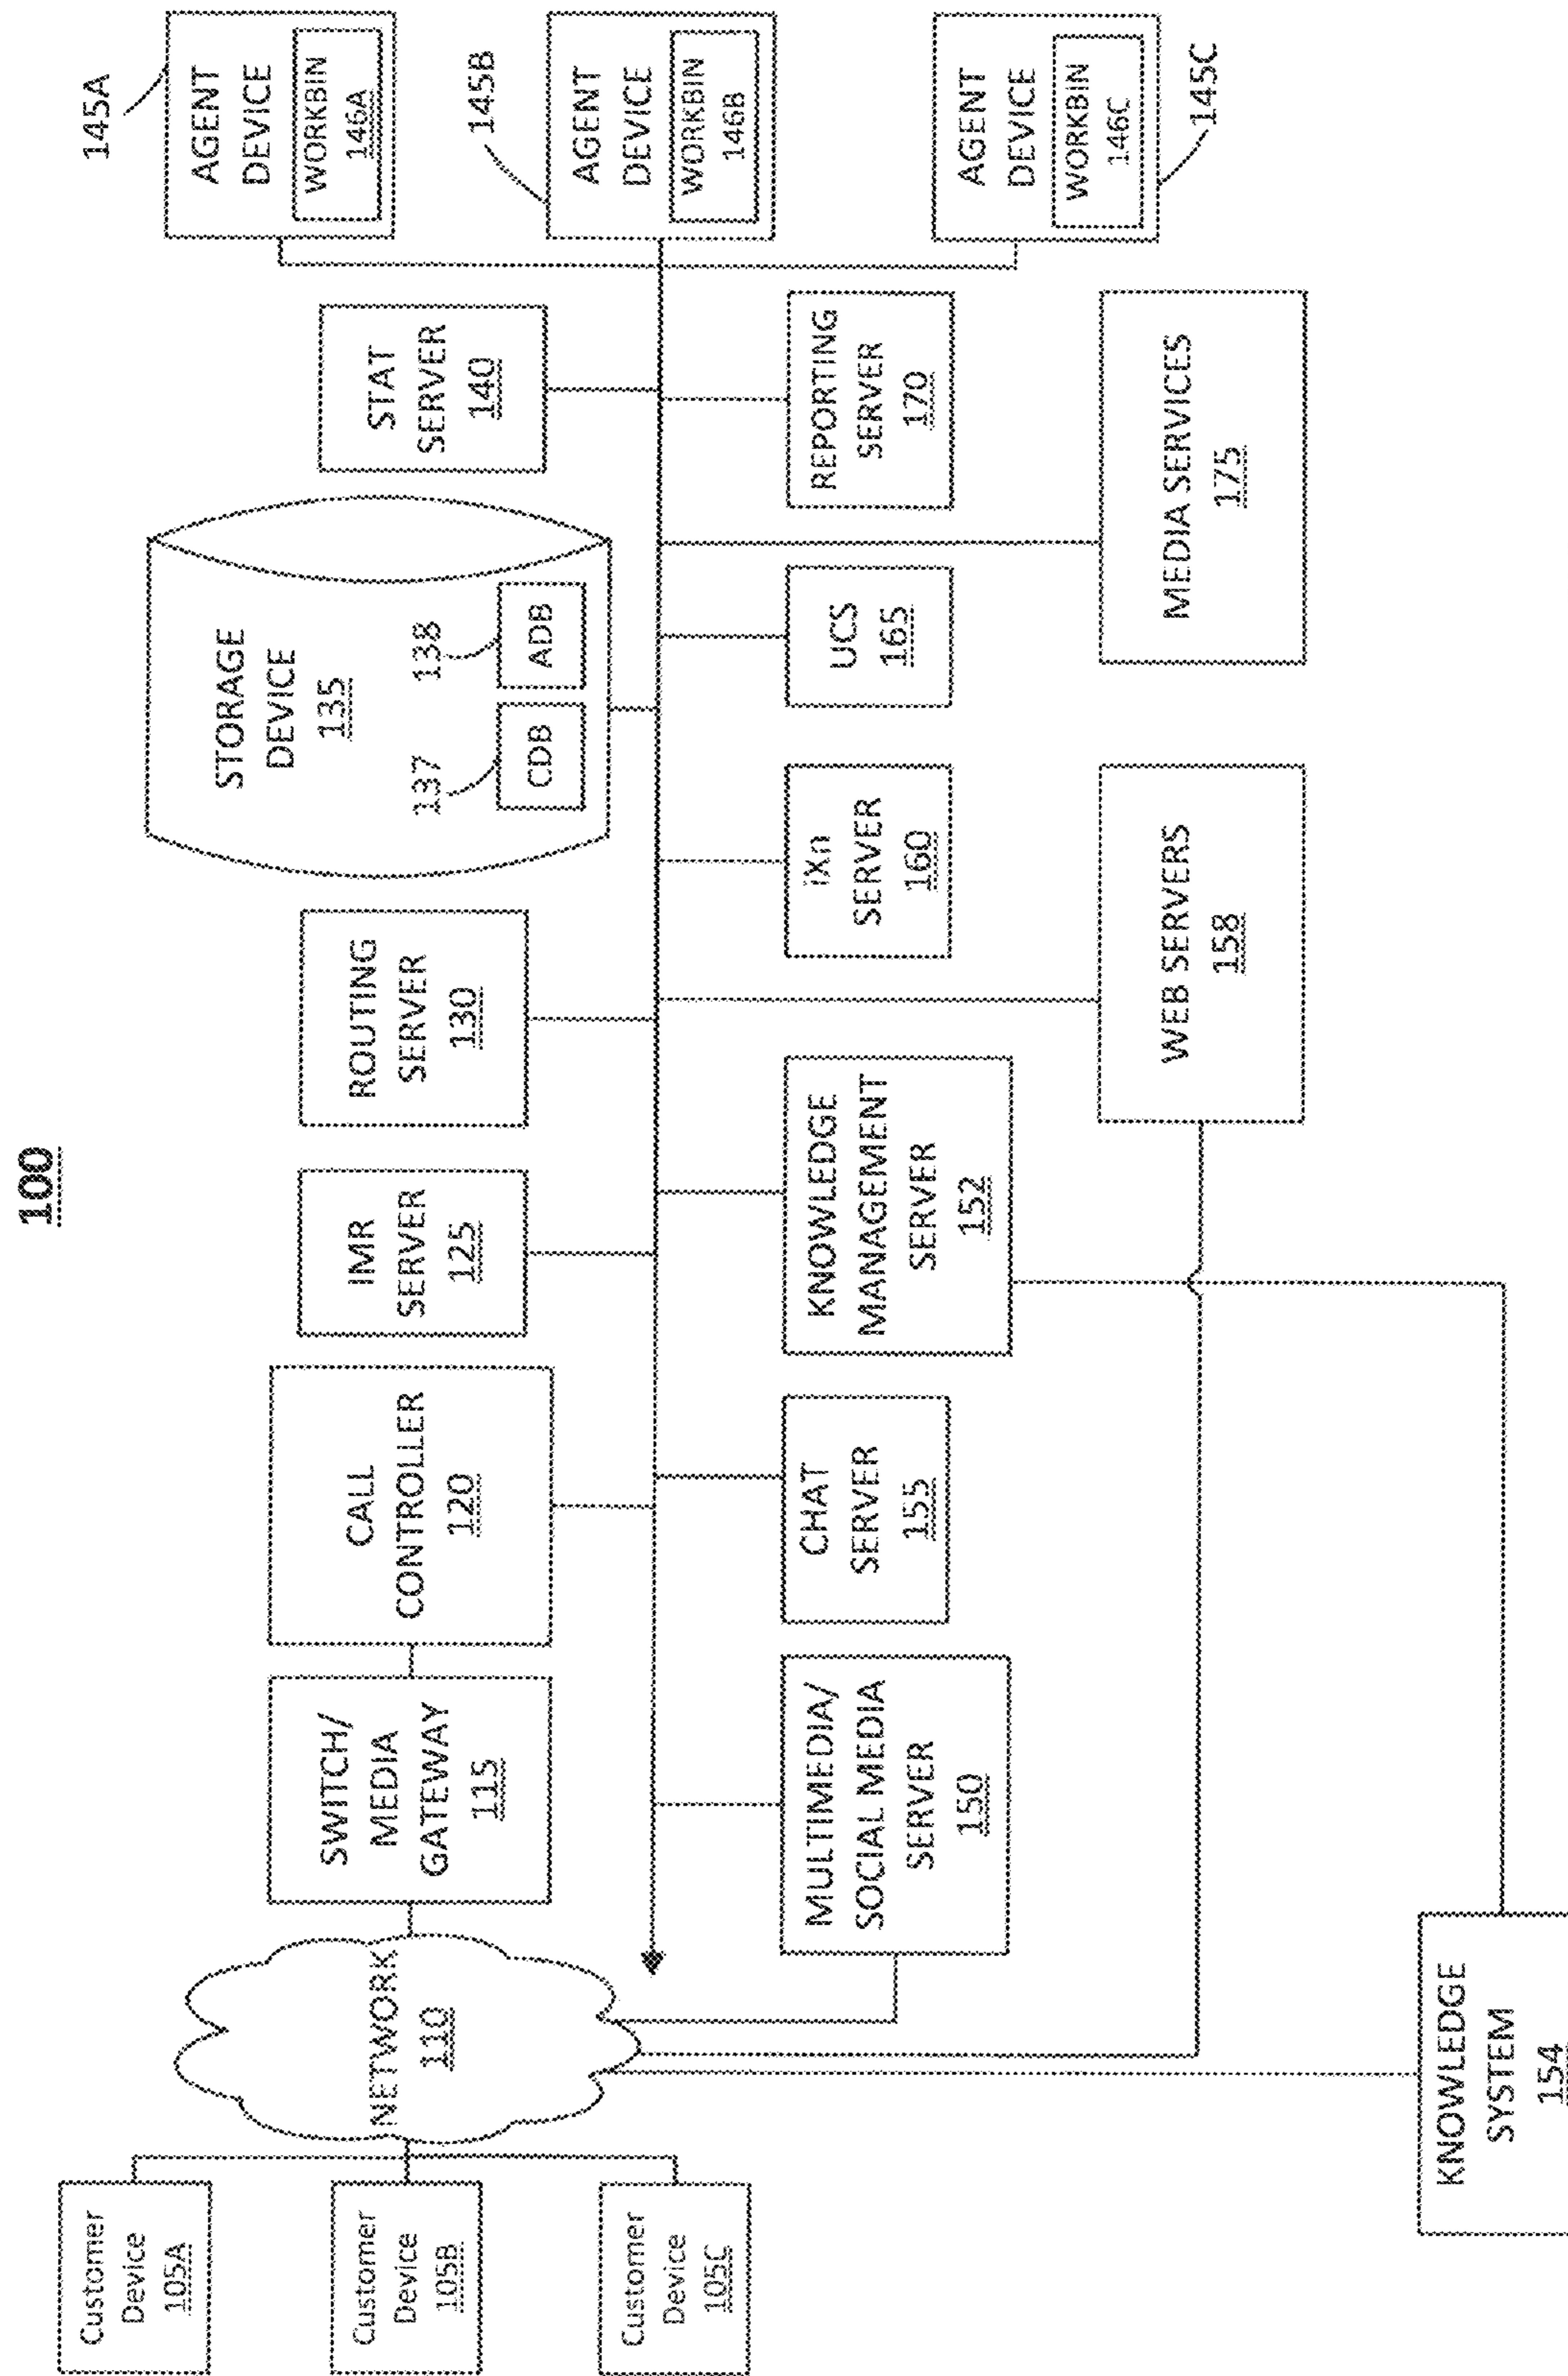 100
Customer
Device
105A
Customer
Device
105B
Customer
Device
105C
NETWORK
110
SWITCH/
MEDIA
GATEWAY
115
CALL
CONTROLLER
120
IMR
SERVER
125
ROUTING
SERVER
130
STORAGE
DEVICE
135
137
CDB
138
ADB
STAT
SERVER
140
145A
AGENT
DEVICE
WORKBIN
146A
145B
AGENT
DEVICE
WORKBIN
146B
AGENT
DEVICE
WORKBIN
146C
145C
MULTIMEDIA/
SOCIAL MEDIA
SERVER
150
CHAT
SERVER
155
KNOWLEDGE
MANAGEMENT
SERVER
152
iXn
SERVER
160
UCS
165
REPORTING
SERVER
170
WEB SERVERS
158
MEDIA SERVICES
175
KNOWLEDGE
SYSTEM
154